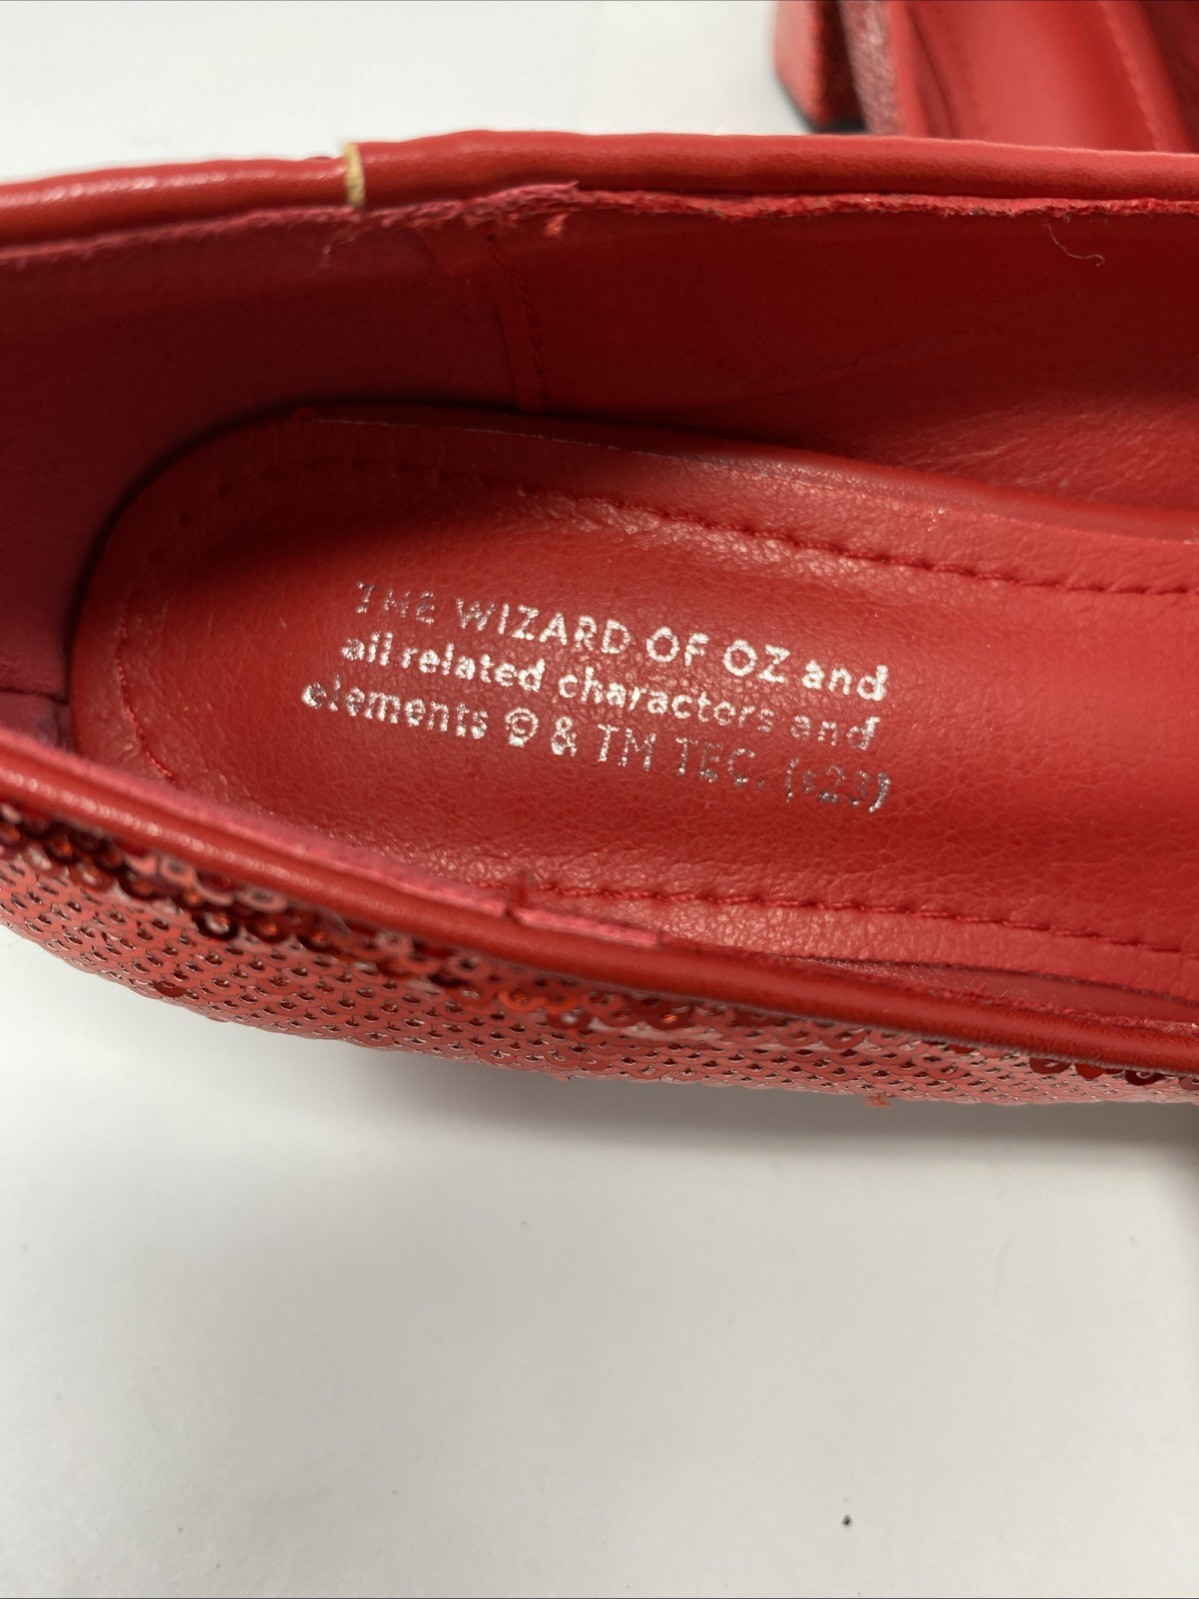 THE WIZARD OF OZ and
all related characters and
elements © & TM TEC. (s23)